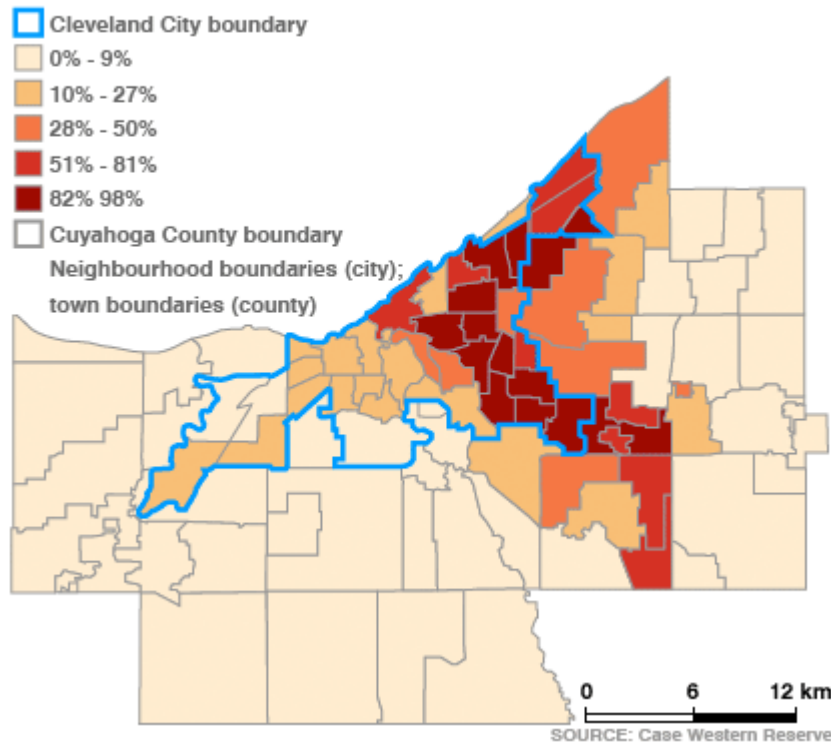 Cleveland City boundary
0% - 9%
10% - 27%
28% - 50%
51% - 81%
82% 98%
Cuyahoga County boundary
Neighbourhood boundaries (city);
town boundaries (county)
0 6 12 km
SOURCE: Case Western Reserve